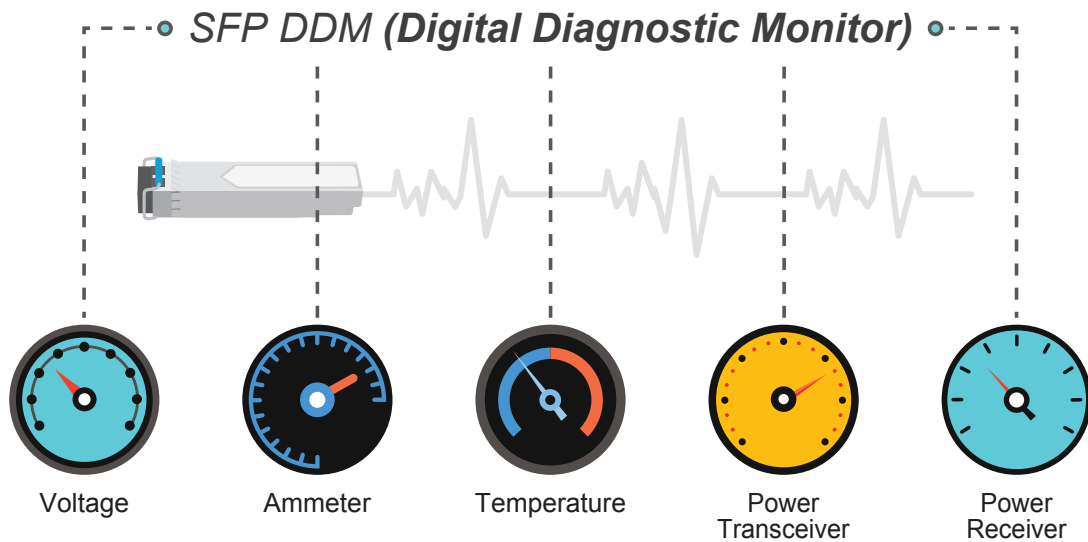 SFP DDM (Digital Diagnostic Monitor)
Voltage
Ammeter
Temperature
Power
Transceiver
Power
Receiver